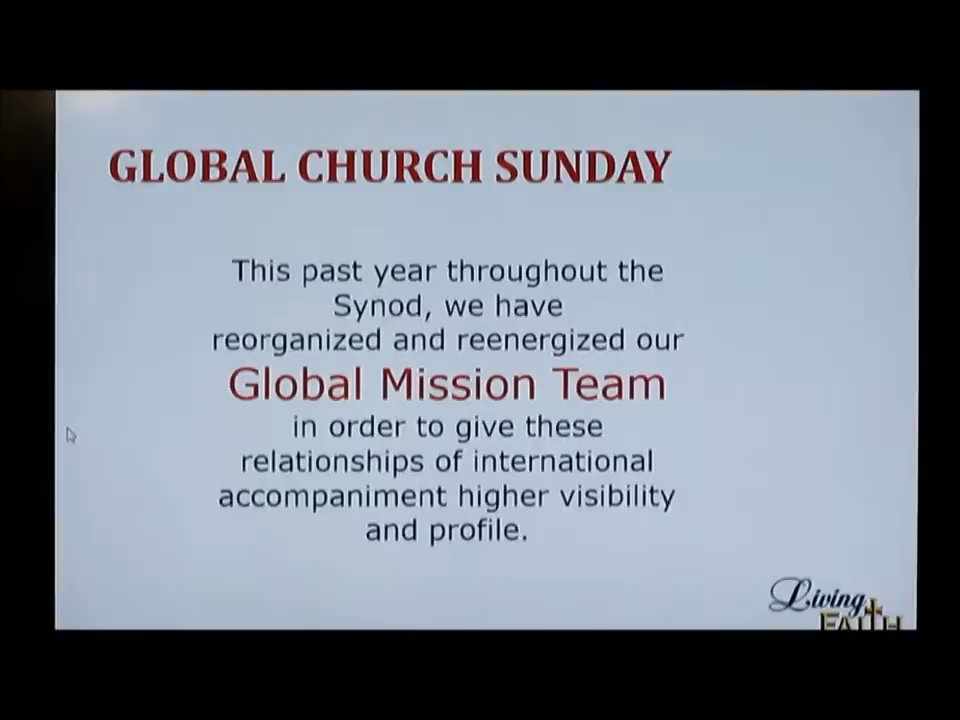 GLOBAL CHURCH SUNDAY
This past year throughout the
Synod, we have
reorganized and reenergized our
Global Mission Team
in order to give these
relationships of international
accompaniment higher visibility
and profile.
Living
FAITH